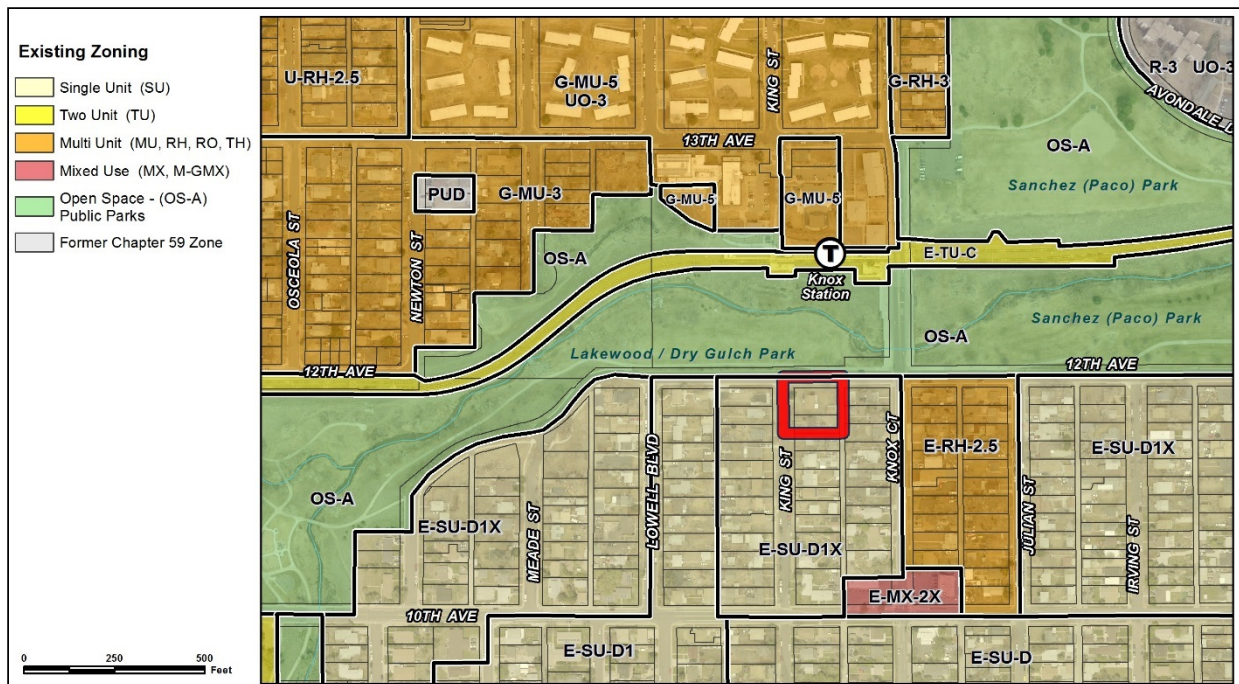 Existing Zoning
Single Unit (SU)
Two Unit (TU)
Multi Unit (MU, RH, RO, TH)
Mixed Use (MX, M-GMX)
Open Space - (OS-A)
Public Parks
Former Chapter 59 Zone
0
250
500
Feet
U-RH-2.5
G-MU-5
UO-3
KING ST
G-RH-3
R-3
UO-3
AVONDALE
13TH AVE
OS-A
Sanchez (Paco) Park
PUD
G-MU-3
G-MU-5
G-MU-5
OSCEOLA ST
NEWTON ST
OS-A
T
Knox
Station
E-TU-C
Sanchez (Paco) Park
OS-A
Lakewood / Dry Gulch Park
12TH AVE
12TH AVE
OS-A
E-SU-D1X
MEADE ST
LOWELL BLVD
KING ST
E-SU-D1X
KNOX CT
E-RH-2.5
JULIAN ST
E-SU-D1X
IRVING ST
E-MX-2X
10TH AVE
E-SU-D1
E-SU-D